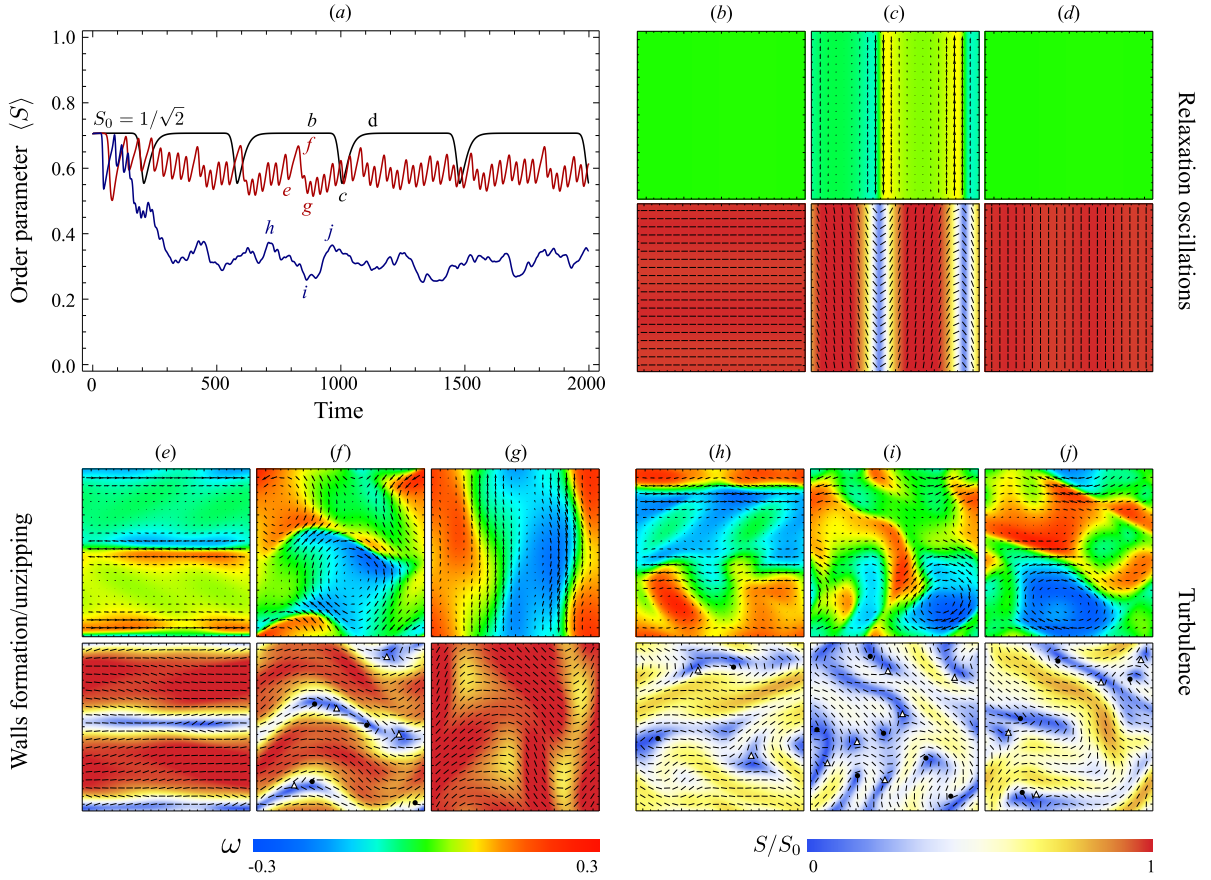 (a)
(b) (c) (d)
1.0
0.8
0.6
0.4
0.2
0.0
Order parameter ⟨S⟩
S₀ = 1/√2
b d
f
e
g
c
h j
i
0 500 1000 1500 2000
Time
Relaxation oscillations
(e) (f) (g)
(h) (i) (j)
Walls formation/unzipping
Turbulence
ω
-0.3 0.3
S/S₀
0 1